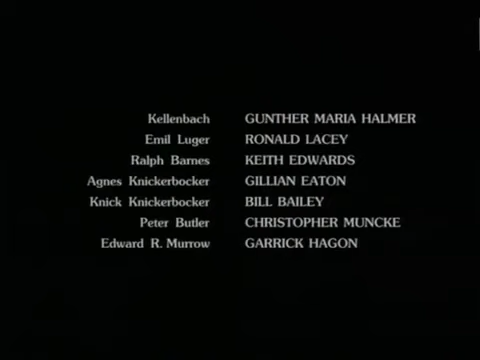 Kellenbach GUNTHER MARIA HALMER
Emil Luger RONALD LACEY
Ralph Barnes KEITH EDWARDS
Agnes Knickerbocker GILLIAN EATON
Knick Knickerbocker BILL BAILEY
Peter Butler CHRISTOPHER MUNCKE
Edward R. Murrow GARRICK HAGON